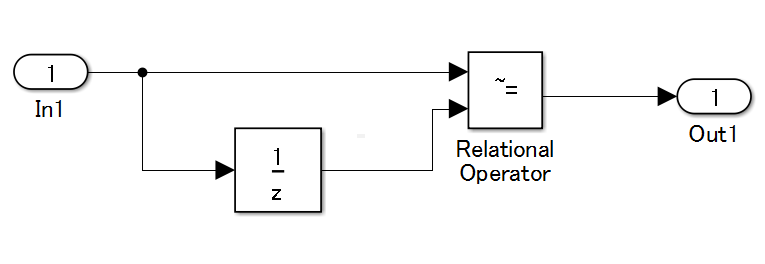 1
In1
1
z
~=
Relational
Operator
1
Out1